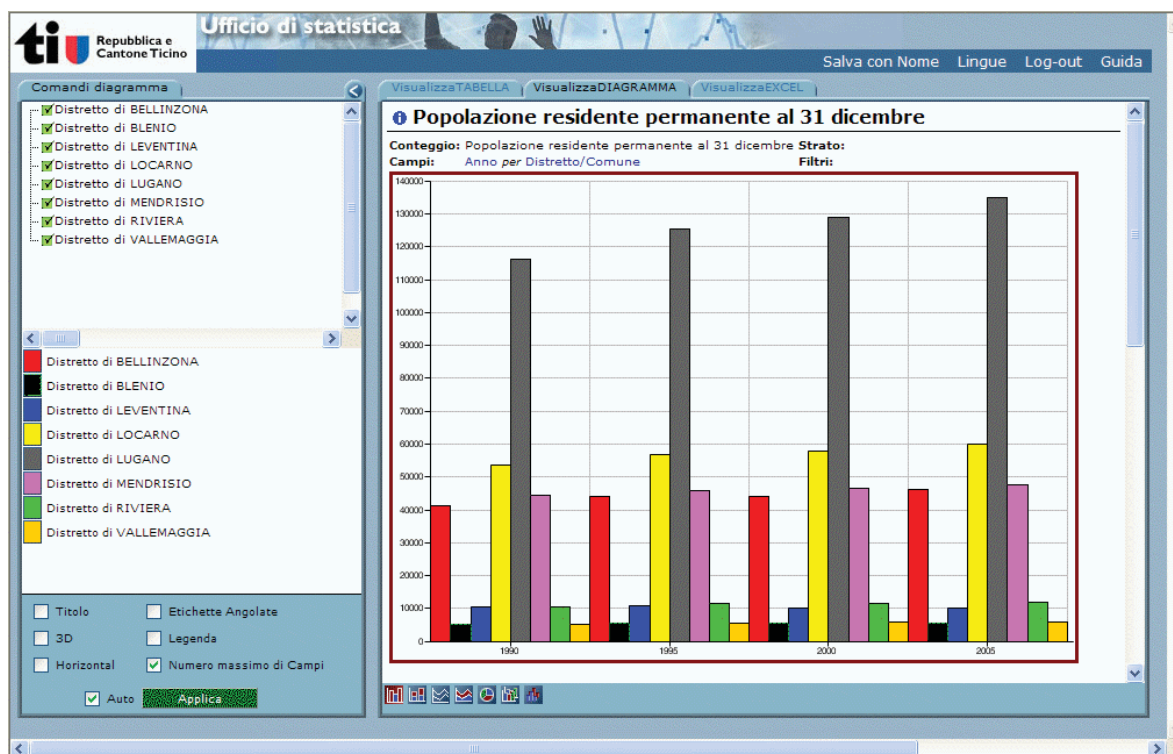 ti Repubblica e
Cantone Ticino
Ufficio di statistica
Salva con Nome Lingue Log-out Guida
Comandi diagramma
Distretto di BELLINZONA
Distretto di BLENIO
Distretto di LEVENTINA
Distretto di LOCARNO
Distretto di LUGANO
Distretto di MENDRISIO
Distretto di RIVIERA
Distretto di VALLEMAGGIA
Distretto di BELLINZONA
Distretto di BLENIO
Distretto di LEVENTINA
Distretto di LOCARNO
Distretto di LUGANO
Distretto di MENDRISIO
Distretto di RIVIERA
Distretto di VALLEMAGGIA
Titolo Etichette Angolate
3D Legenda
Horizontal Numero massimo di Campi
Auto Applica
VisualizzaTABELLA VisualizzaDIAGRAMMA VisualizzaEXCEL
Popolazione residente permanente al 31 dicembre
Conteggio: Popolazione residente permanente al 31 dicembre Strato:
Campi: Anno per Distretto/Comune Filtri:
140000
130000
120000
110000
100000
90000
80000
70000
60000
50000
40000
30000
20000
10000
0
1990 1995 2000 2005